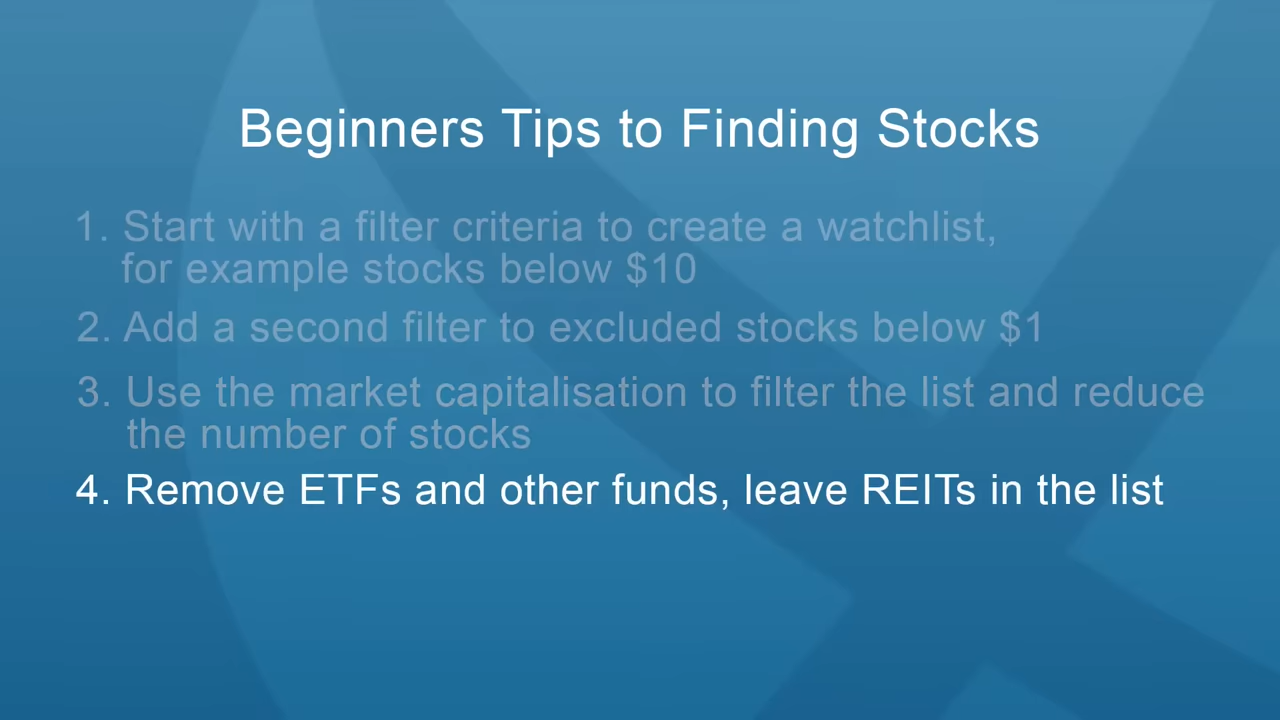 Beginners Tips to Finding Stocks
1. Start with a filter criteria to create a watchlist,
for example stocks below $10
2. Add a second filter to excluded stocks below $1
3. Use the market capitalisation to filter the list and reduce
the number of stocks
4. Remove ETFs and other funds, leave REITs in the list